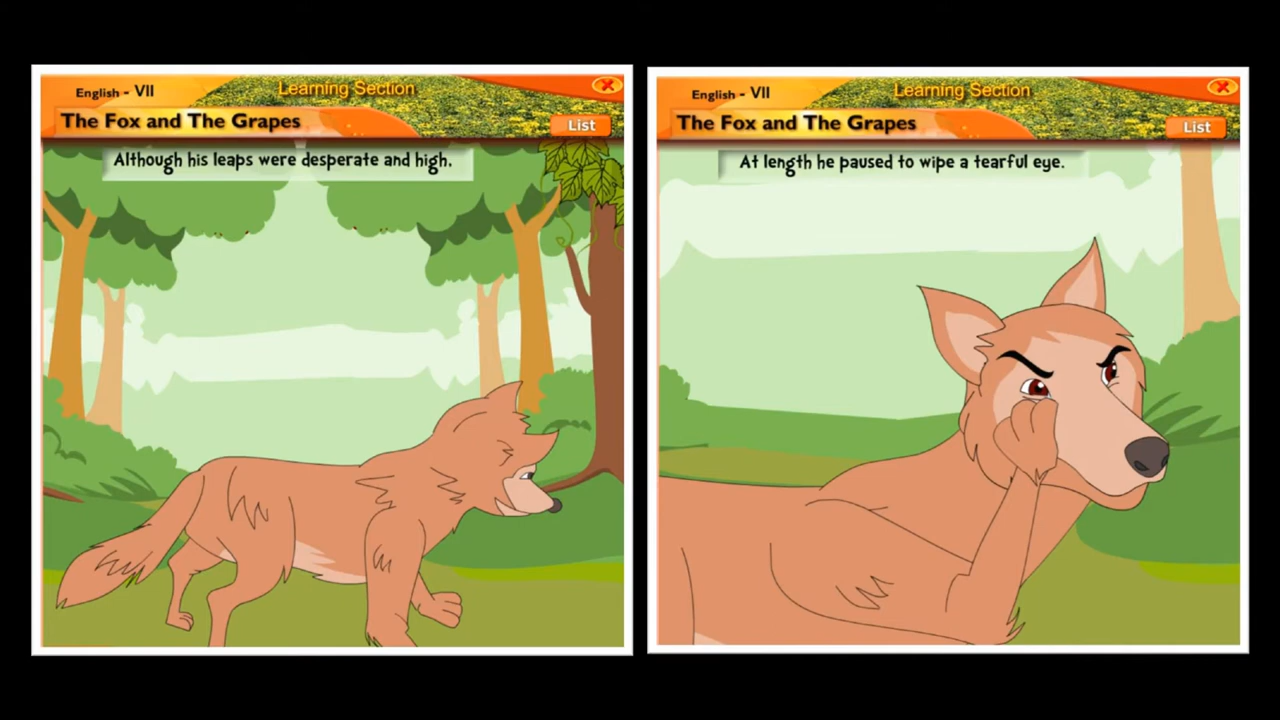 English - VII
Learning Section
The Fox and The Grapes
List
Although his leaps were desperate and high.
English - VII
Learning Section
The Fox and The Grapes
List
At length he paused to wipe a tearful eye.